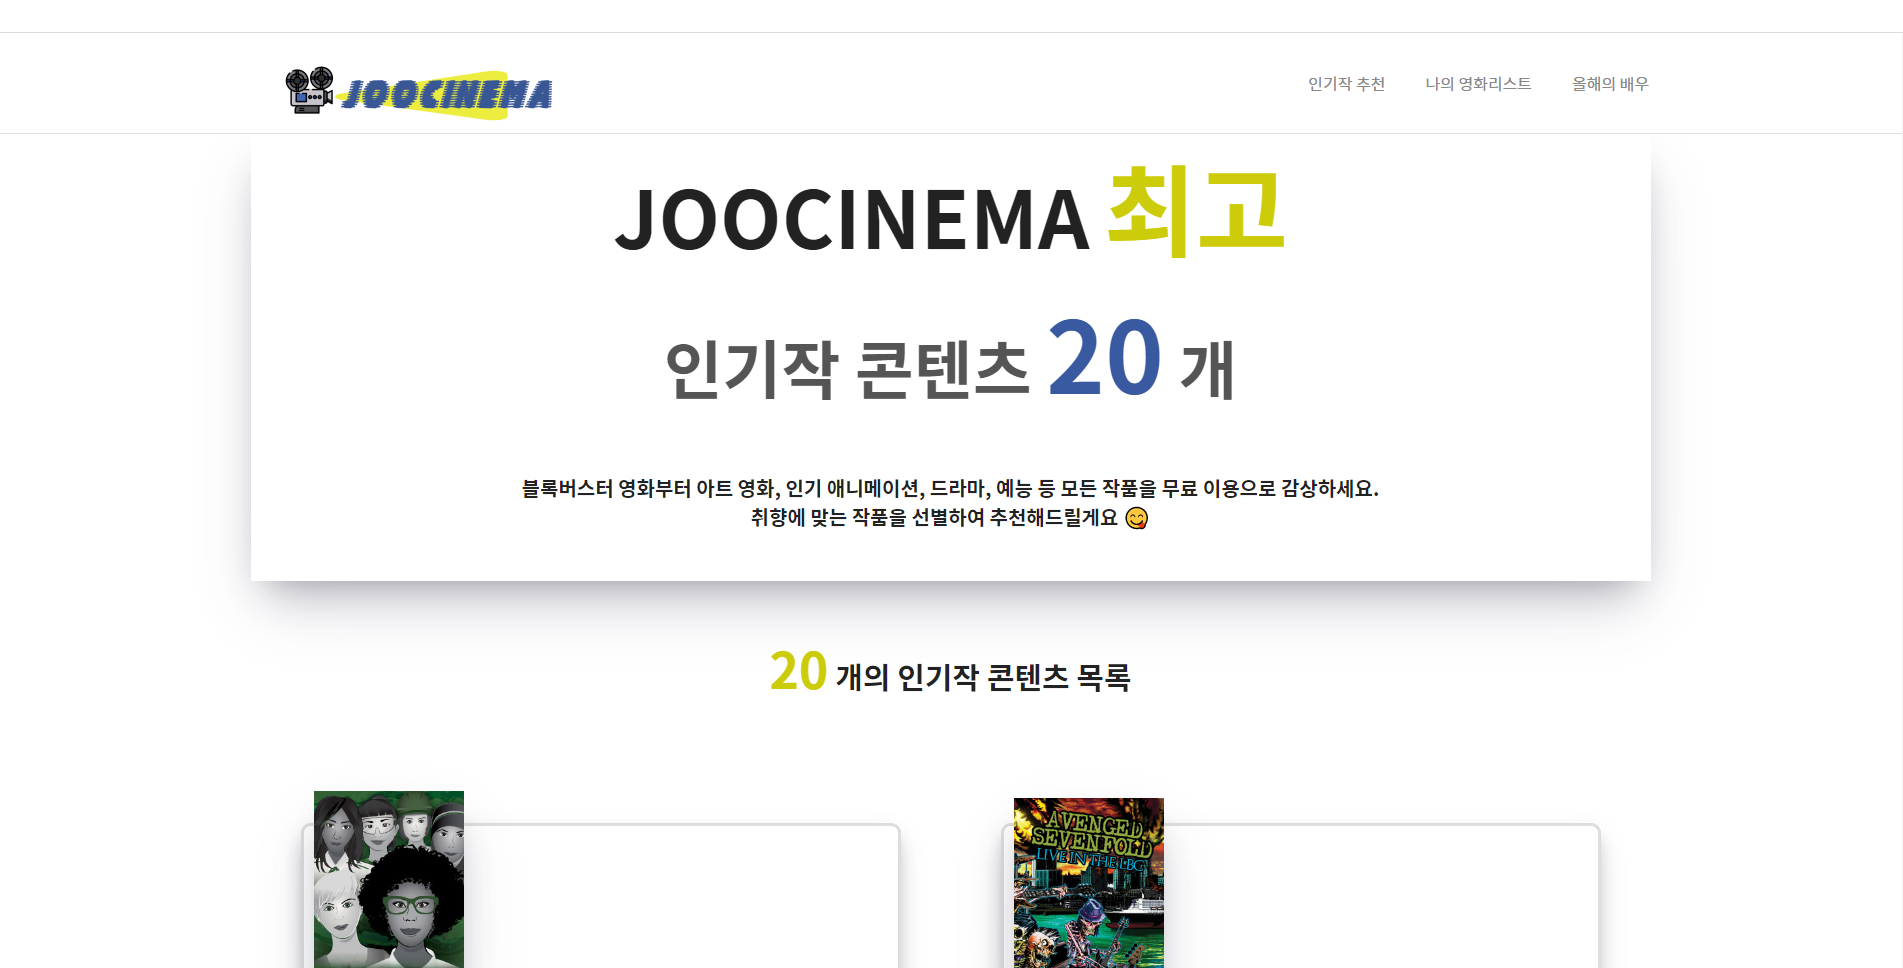 JOOCINEMA
인기작 추천 나의 영화리스트 올해의 배우
JOOCINEMA 최고
인기작 콘텐츠 20 개
블록버스터 영화부터 아트 영화, 인기 애니메이션, 드라마, 예능 등 모든 작품을 무료 이용으로 감상하세요.
취향에 맞는 작품을 선별하여 추천해드릴게요 😋
20 개의 인기작 콘텐츠 목록
AVENGED
SEVENFOLD
LIVE IN THE LBC